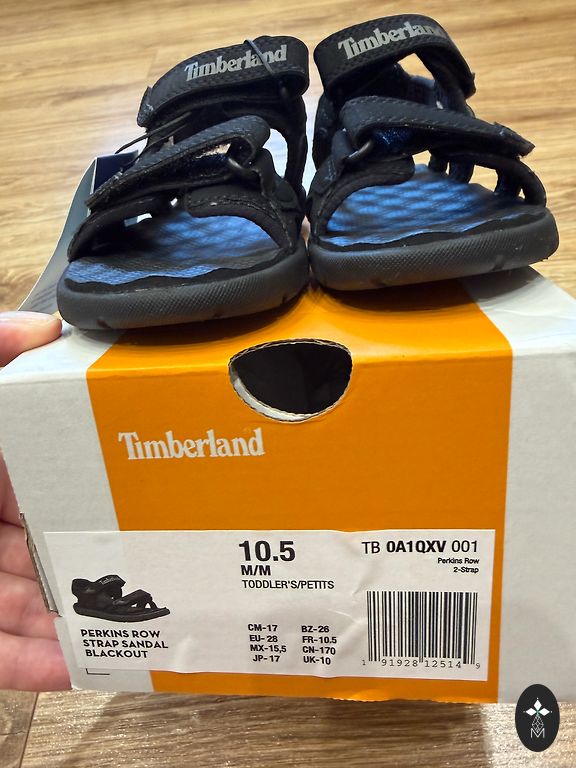 Timberland
Timberland
Timberland
10.5
M/M
TODDLER'S/PETITS
TB 0A1QXV 001
Perkins Row
2-Strap
PERKINS ROW
STRAP SANDAL
BLACKOUT
CM-17 BZ-26
EU-28 FR-10.5
MX-15,5 CN-170
JP-17 UK-10
1 91928 12514 9
M